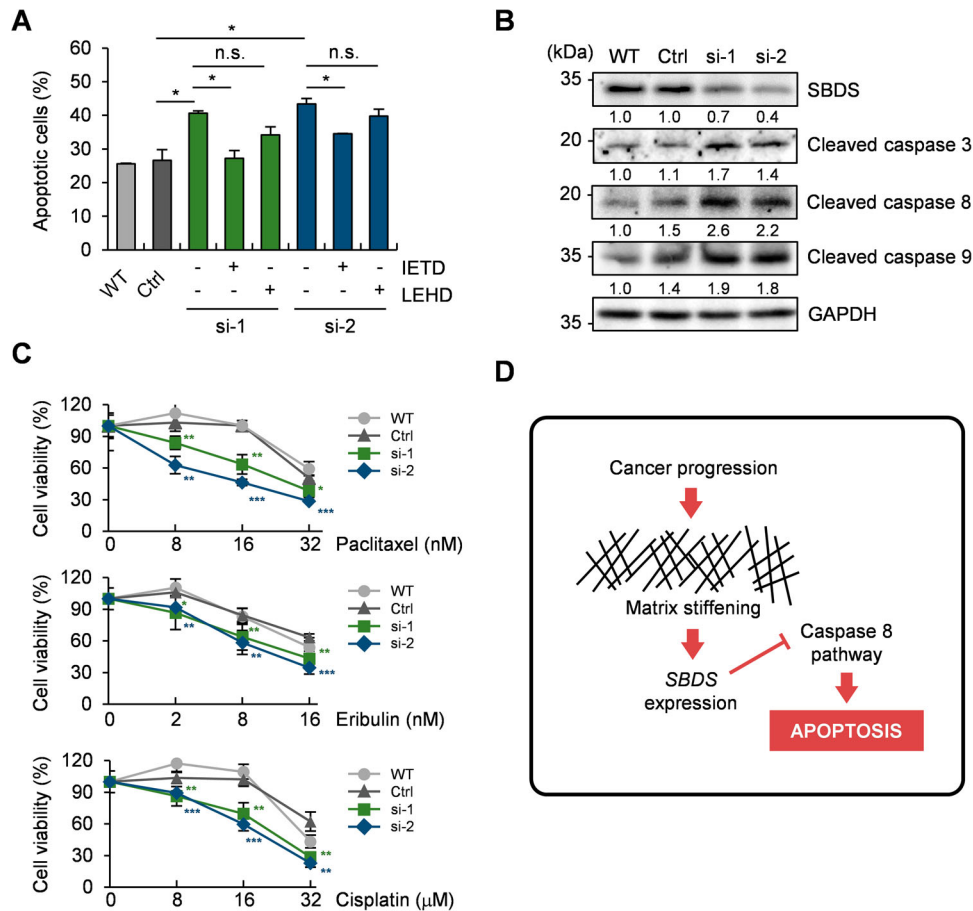 A
Apoptotic cells (%)
60
50
40
30
20
10
0
*
n.s.
n.s.
*
*
*
WT
Ctrl
- + - - + - IETD
- - + - - + LEHD
si-1 si-2
B
(kDa) WT Ctrl si-1 si-2
35 SBDS
1.0 1.0 0.7 0.4
20 Cleaved caspase 3
1.0 1.1 1.7 1.4
20 Cleaved caspase 8
1.0 1.5 2.6 2.2
35 Cleaved caspase 9
1.0 1.4 1.9 1.8
35 GAPDH
C
Cell viability (%)
120
90
60
30
0
0 8 16 32 Paclitaxel (nM)
WT
Ctrl
si-1
si-2
** ** *
** *** ***
Cell viability (%)
120
90
60
30
0
0 2 8 16 Eribulin (nM)
WT
Ctrl
si-1
si-2
* ** **
** ** ***
Cell viability (%)
120
90
60
30
0
0 8 16 32 Cisplatin (μM)
WT
Ctrl
si-1
si-2
** ** **
*** *** **
D
Cancer progression
Matrix stiffening
SBDS
expression
Caspase 8
pathway
APOPTOSIS